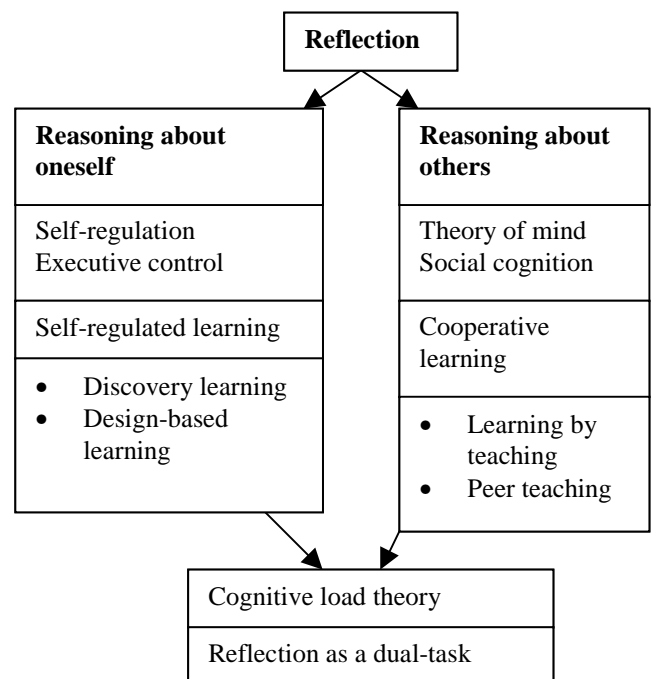 Reflection
Reasoning about
oneself
Self-regulation
Executive control
Self-regulated learning
• Discovery learning
• Design-based
learning
Reasoning about
others
Theory of mind
Social cognition
Cooperative
learning
• Learning by
teaching
• Peer teaching
Cognitive load theory
Reflection as a dual-task